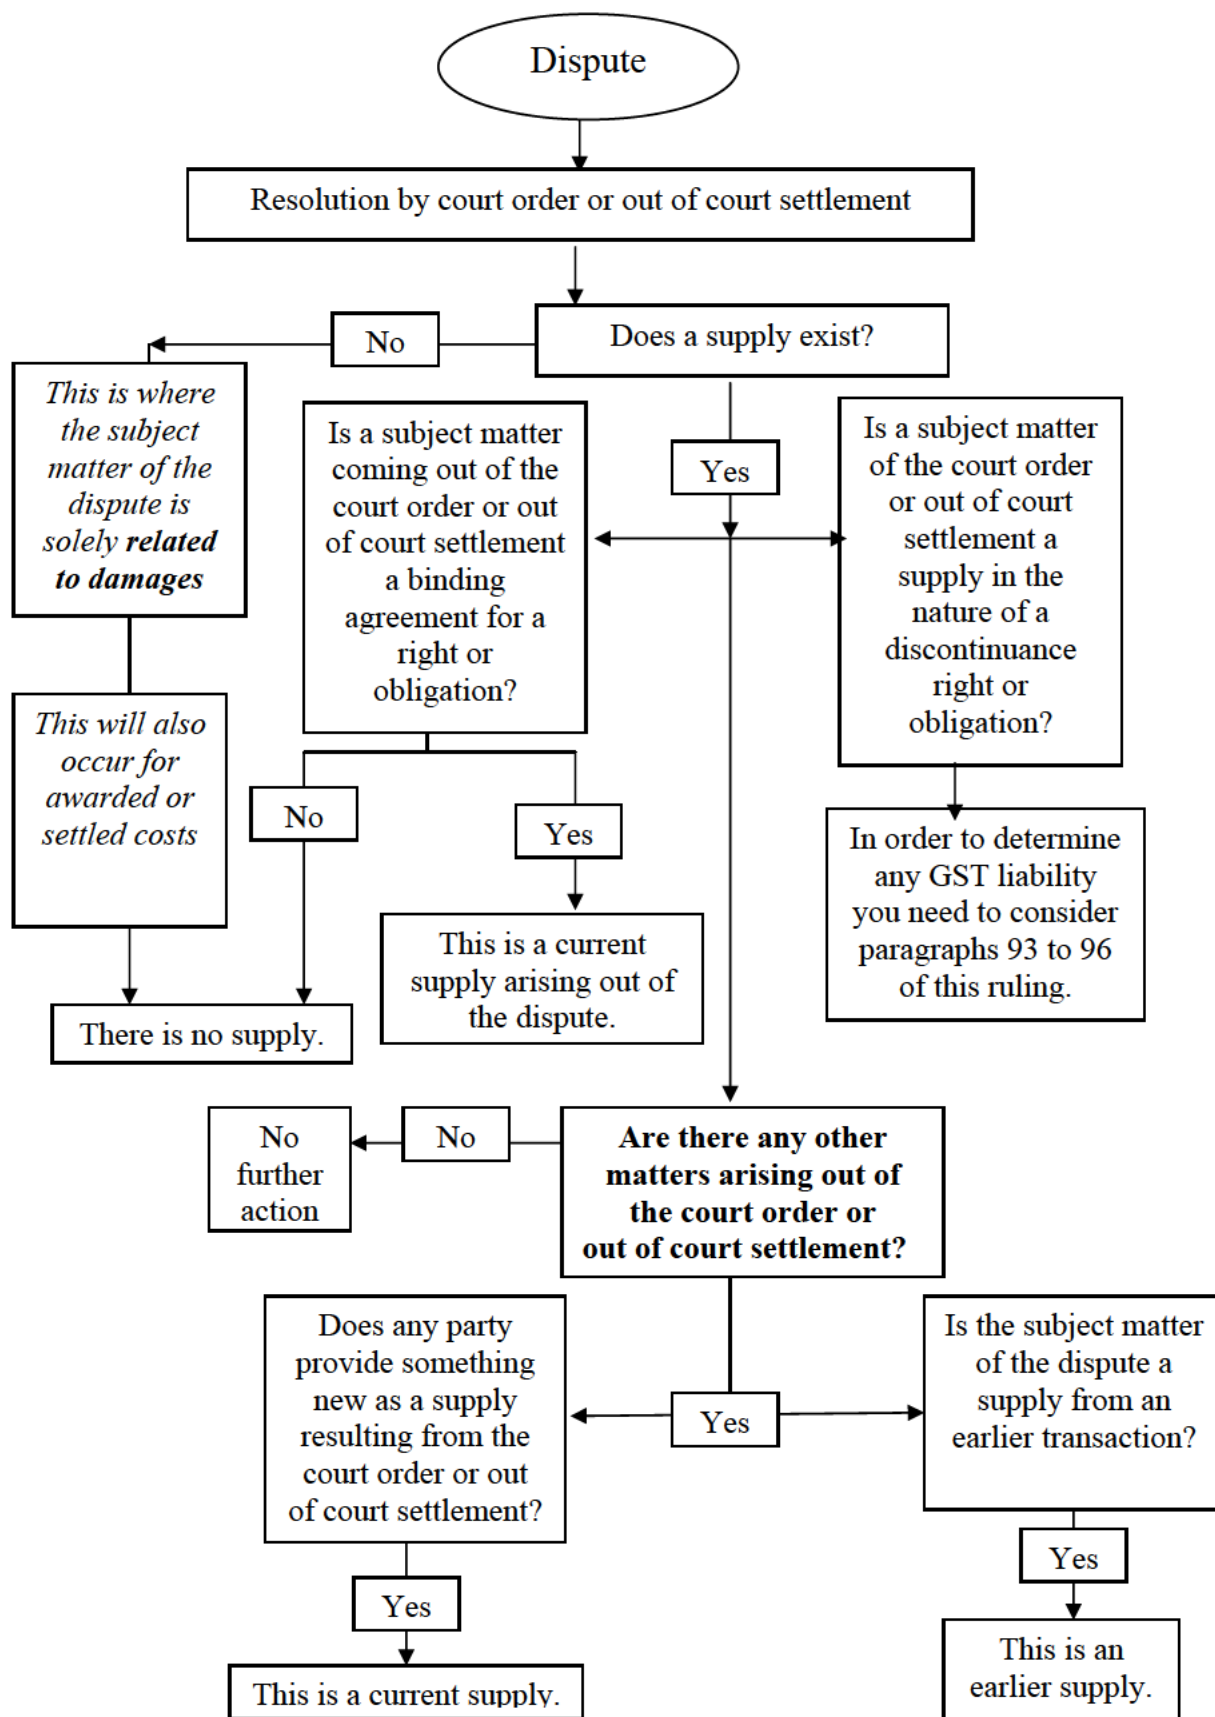 Dispute
Resolution by court order or out of court settlement
Does a supply exist?
No
This is where
the subject
matter of the
dispute is
solely related
to damages
This will also
occur for
awarded or
settled costs
Yes
Is a subject matter
coming out of the
court order or out
of court settlement
a binding
agreement for a
right or
obligation?
Is a subject matter
of the court order
or out of court
settlement a
supply in the
nature of a
discontinuance
right or
obligation?
No
Yes
There is no supply.
This is a current
supply arising out of
the dispute.
In order to determine
any GST liability
you need to consider
paragraphs 93 to 96
of this ruling.
Are there any other
matters arising out of
the court order or
out of court settlement?
No
No
further
action
Yes
Does any party
provide something
new as a supply
resulting from the
court order or out
of court settlement?
Is the subject matter
of the dispute a
supply from an
earlier transaction?
Yes
This is a current supply.
Yes
This is an
earlier supply.